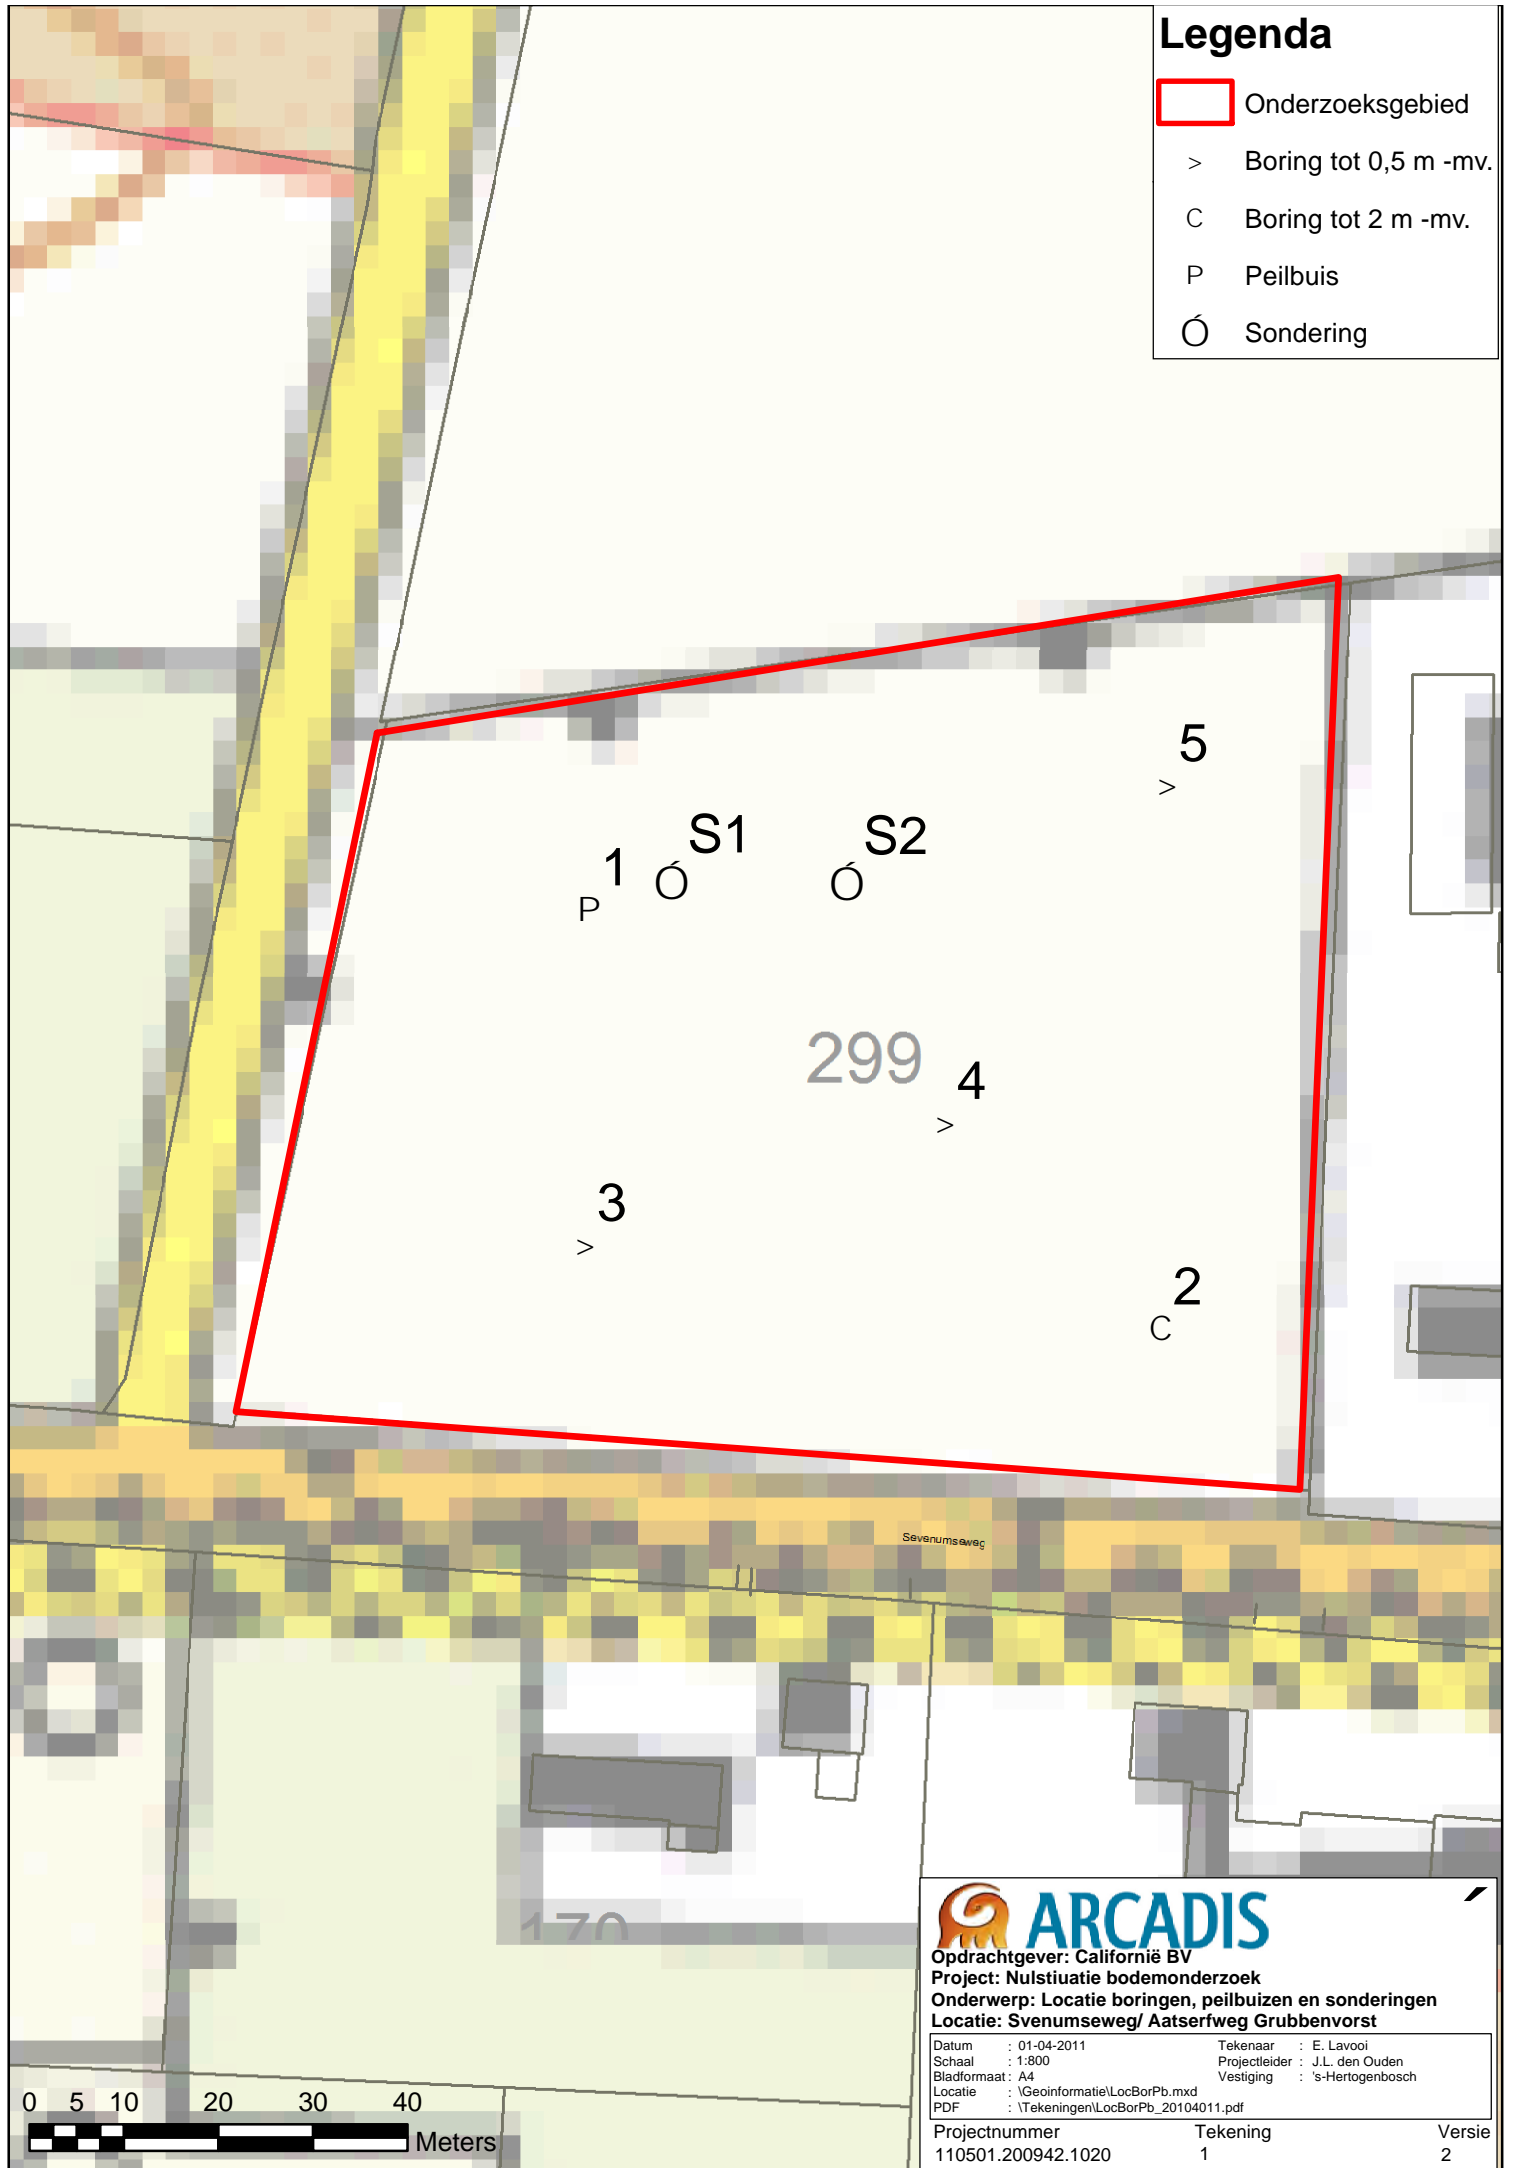 Legenda
Onderzoeksgebied
> Boring tot 0,5 m -mv.
C Boring tot 2 m -mv.
P Peilbuis
Ó Sondering
5
>
S1
S2
1
Ó
Ó
P
299
4
>
3
>
2
C
Sevenumseweg
170
ARCADIS
Opdrachtgever: Californië BV
Project: Nulstiuatie bodemonderzoek
Onderwerp: Locatie boringen, peilbuizen en sonderingen
Locatie: Svenumseweg/ Aatserfweg Grubbenvorst
Datum : 01-04-2011 Tekenaar : E. Lavooi
Schaal : 1:800 Projectleider : J.L. den Ouden
Bladformaat : A4 Vestiging : 's-Hertogenbosch
Locatie : \Geoinformatie\LocBorPb.mxd
PDF : \Tekeningen\LocBorPb_20104011.pdf
Projectnummer Tekening Versie
110501.200942.1020 1 2
0 5 10 20 30 40
Meters